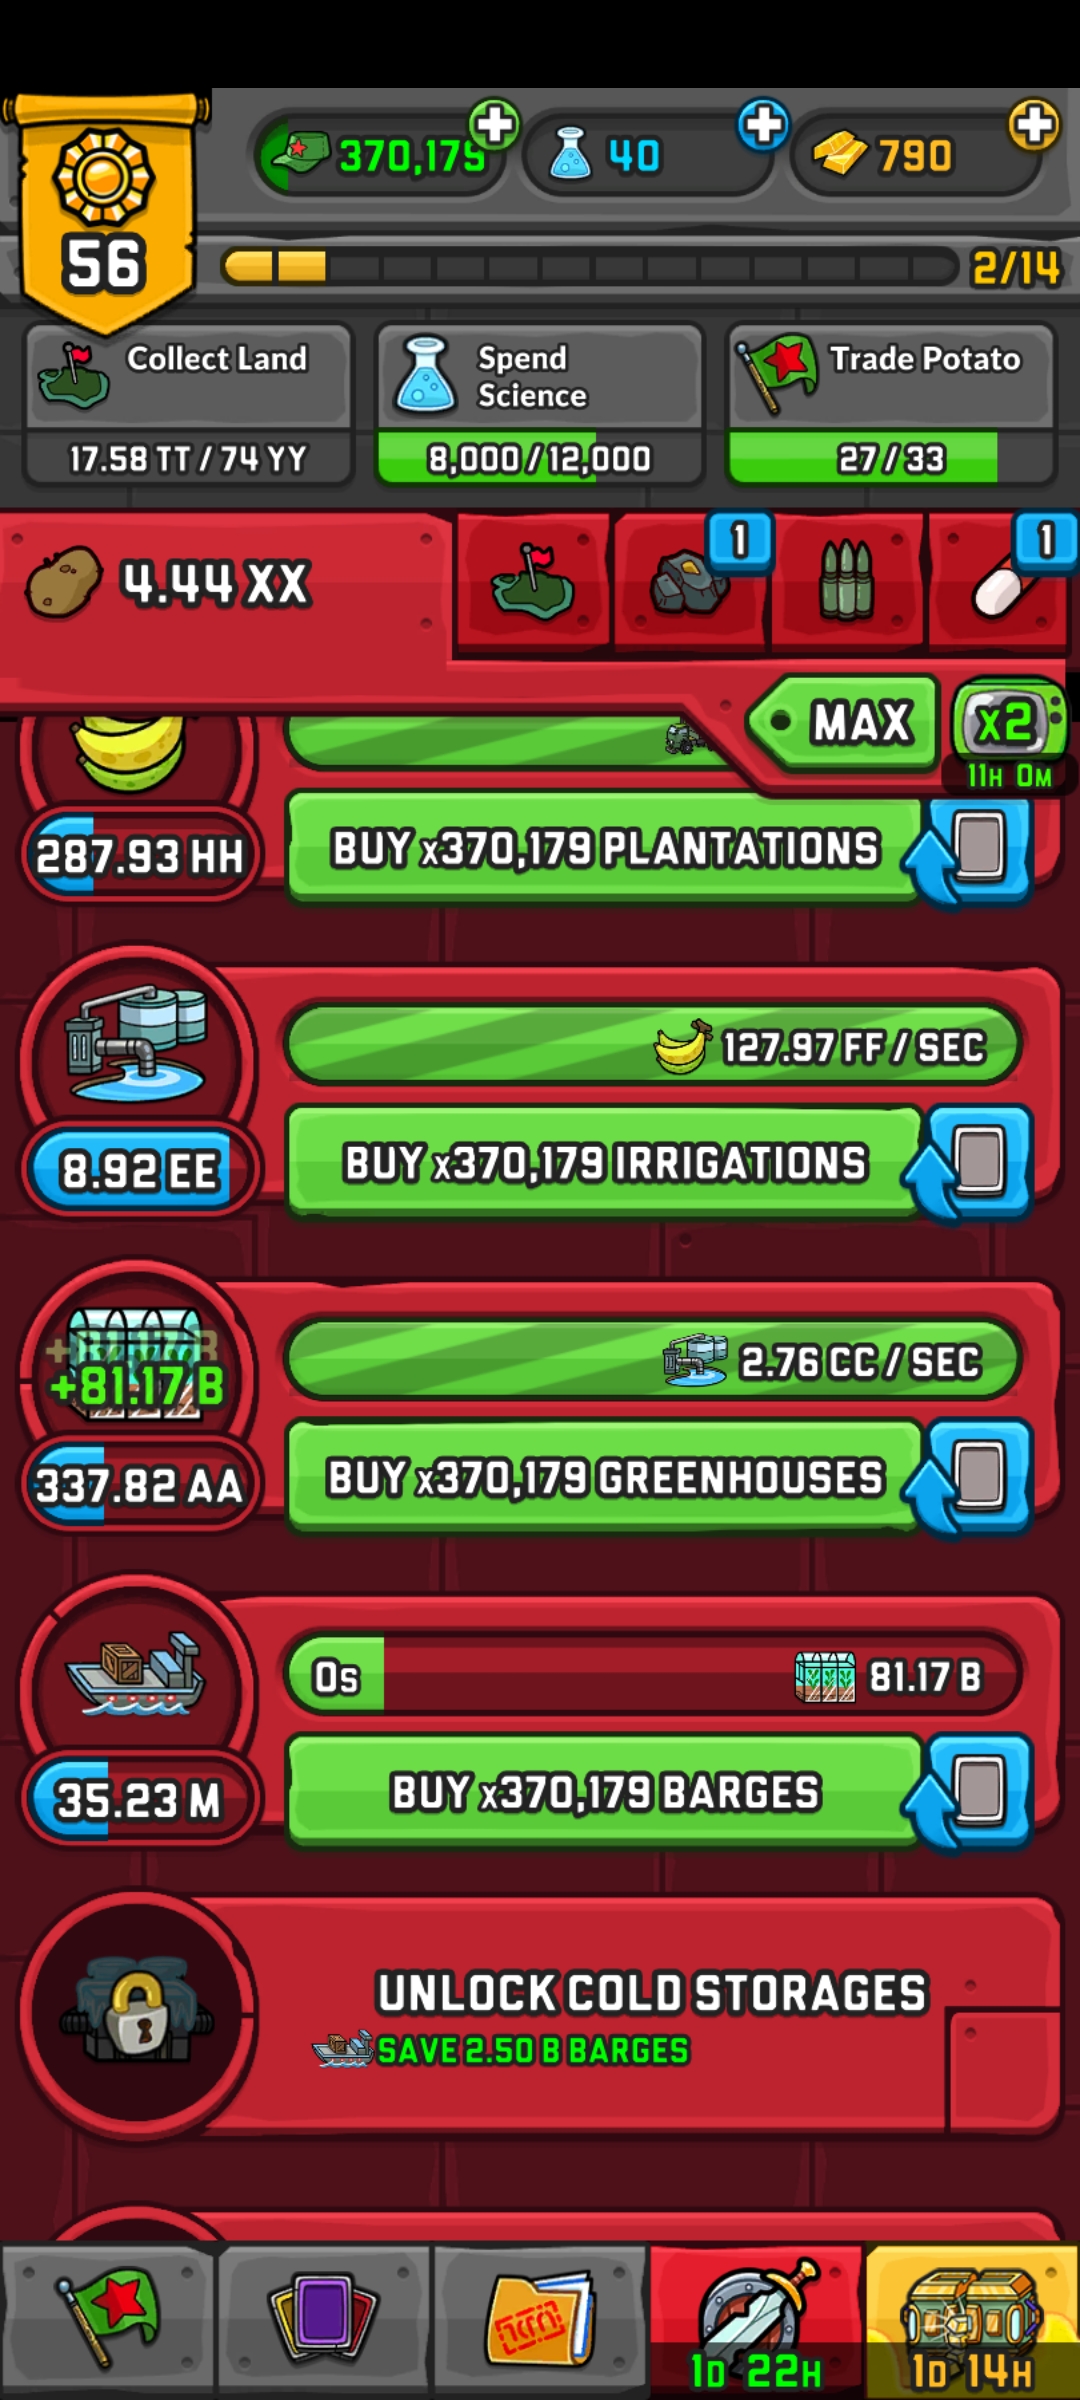 56
370,179
40
790
2/14
Collect Land
17.58 TT / 74 YY
Spend
Science
8,000/12,000
Trade Potato
27/33
4.44 XX
1
1
MAX
x2
11H 0M
287.93 HH
BUY x370,179 PLANTATIONS
127.97 FF / SEC
8.92 EE
BUY x370,179 IRRIGATIONS
+81.17 B
2.76 CC / SEC
337.82 AA
BUY x370,179 GREENHOUSES
0s
81.17 B
35.23 M
BUY x370,179 BARGES
UNLOCK COLD STORAGES
SAVE 2.50 B BARGES
1D 22H
1D 14H